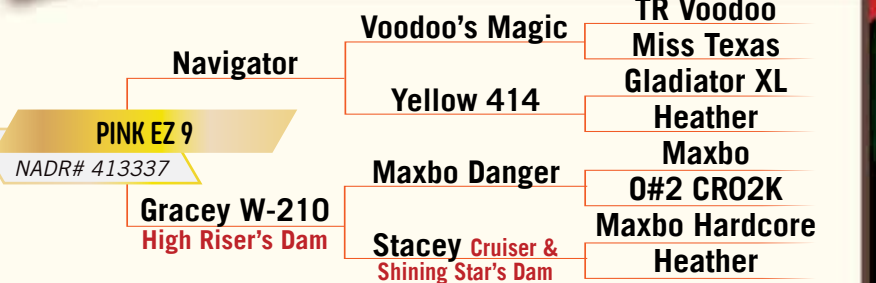 TR Voodoo
Voodoo's Magic
Miss Texas
Navigator
Gladiator XL
Yellow 414
Heather
PINK EZ 9
Maxbo
NADR# 413337
Maxbo Danger
O#2 CRO2K
Gracey W-210
High Riser's Dam
Maxbo Hardcore
Stacey Cruiser &
Shining Star's Dam
Heather